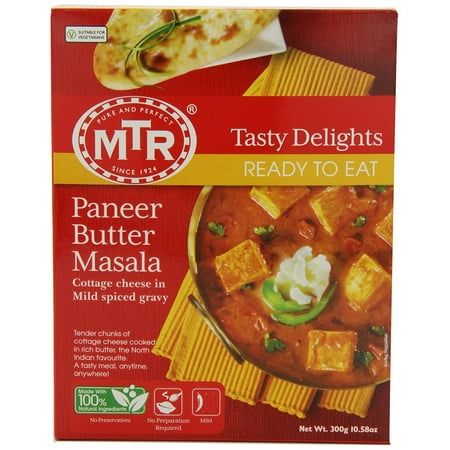 SUITABLE FOR
VEGETARIANS
PURE AND PERFECT
MTR®
SINCE 1924
Tasty Delights
READY TO EAT
Paneer
Butter
Masala
Cottage cheese in
Mild spiced gravy
Tender chunks of
cottage cheese cooked
in rich butter, the North
Indian favourite.
A tasty meal, anytime,
anywhere!
Made With
100%
Natural Ingredients
No Preservatives
No Preparation
Required
Mild
Net Wt. 300g (0.58oz